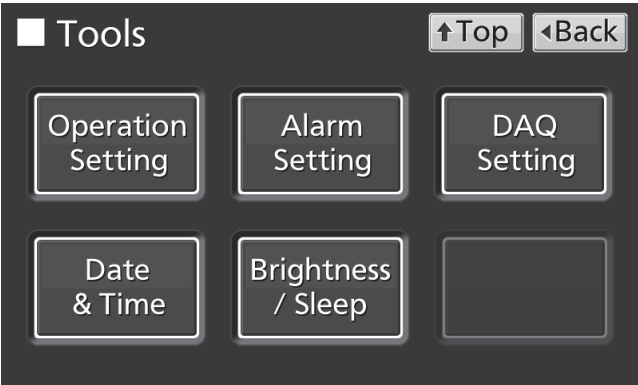 Tools
↑Top
◂Back
Operation
Setting
Alarm
Setting
DAQ
Setting
Date
& Time
Brightness
/ Sleep